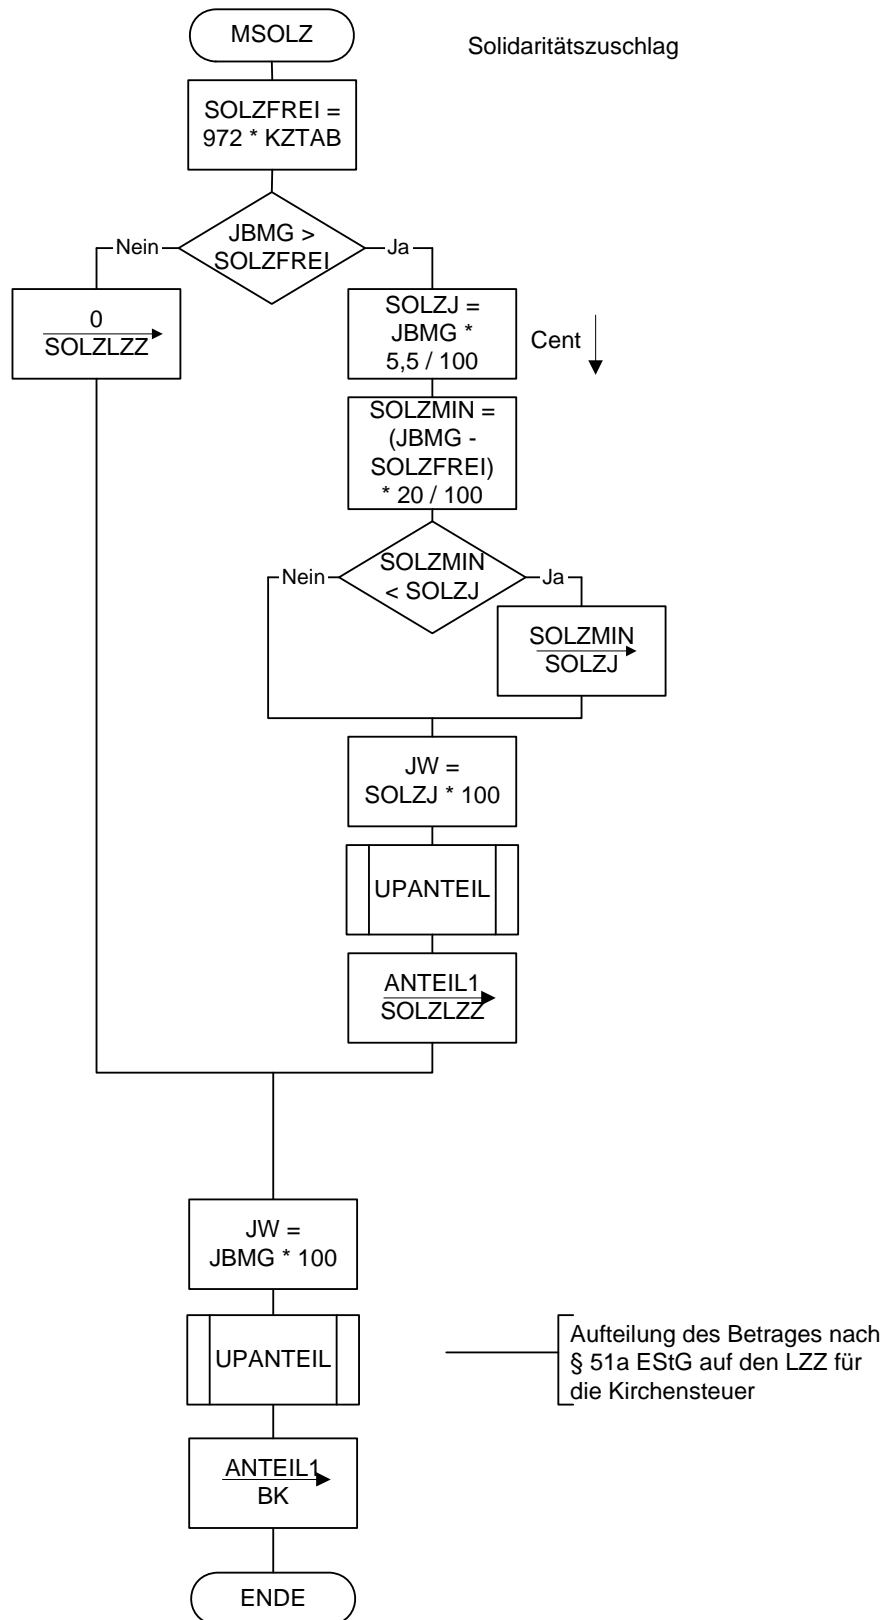 MSOLZ
Solidaritätszuschlag
SOLZFREI =
972 * KZTAB
JBMG >
SOLZFREI
Nein
Ja
0
SOLZLZZ
SOLZJ =
JBMG *
5,5 / 100
Cent
SOLZMIN =
(JBMG -
SOLZFREI)
* 20 / 100
SOLZMIN
< SOLZJ
Nein
Ja
SOLZMIN
SOLZJ
JW =
SOLZJ * 100
UPANTEIL
ANTEIL1
SOLZLZZ
JW =
JBMG * 100
UPANTEIL
Aufteilung des Betrages nach
§ 51a EStG auf den LZZ für
die Kirchensteuer
ANTEIL1
BK
ENDE